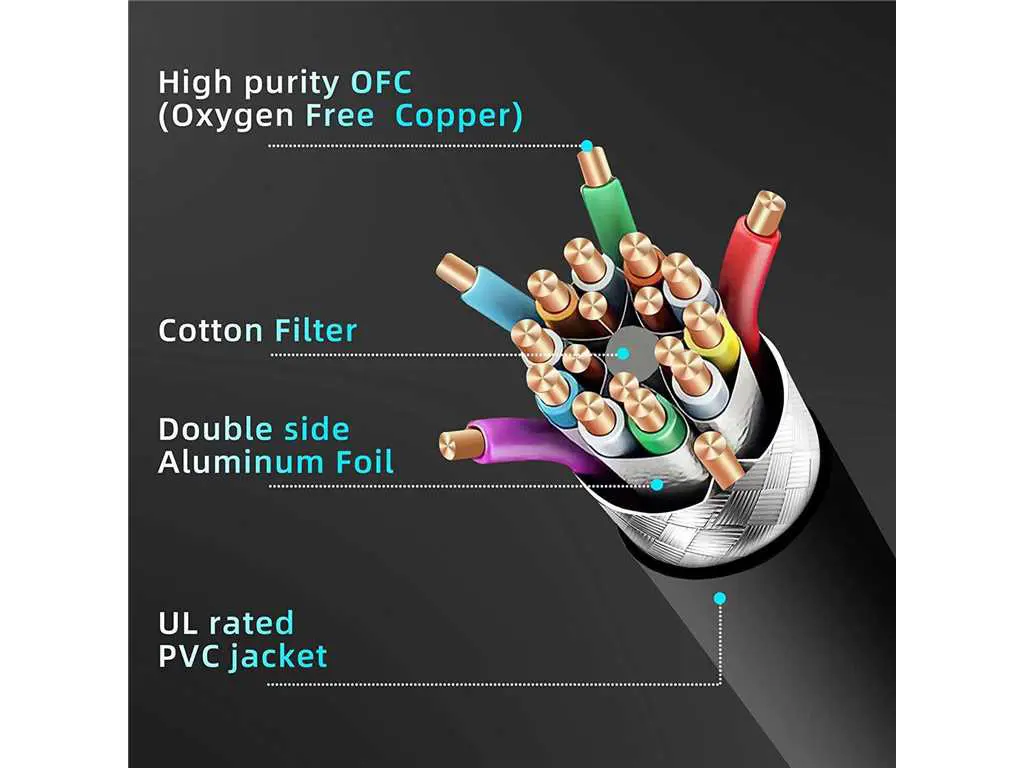 High purity OFC
(Oxygen Free Copper)
Cotton Filter
Double side
Aluminum Foil
UL rated
PVC jacket